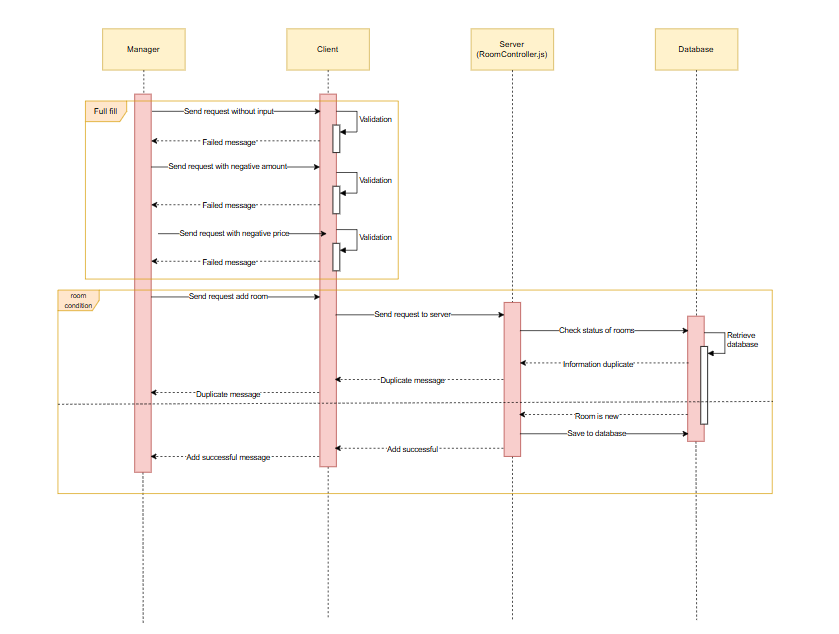 Manager
Client
Server
(RoomController.js)
Database
Full fill
Send request without input
Validation
Failed message
Send request with negative amount
Validation
Failed message
Send request with negative price
Validation
Failed message
room
condition
Send request add room
Send request to server
Check status of rooms
Retrieve
database
Information duplicate
Duplicate message
Duplicate message
Room is new
Save to database
Add successful
Add successful message